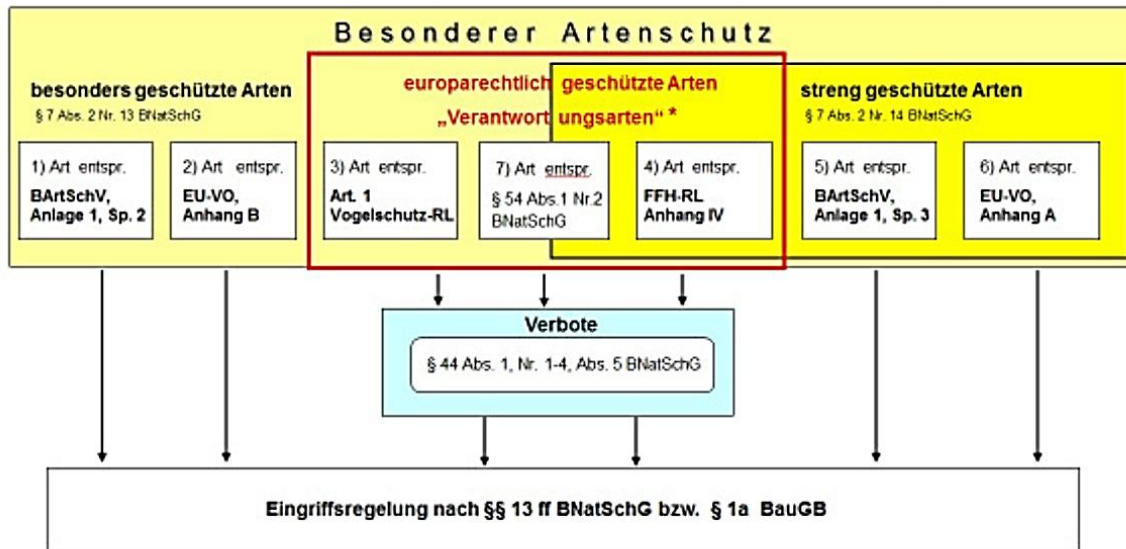 Besonderer Artenschutz
besonders geschützte Arten
§ 7 Abs. 2 Nr. 13 BNatSchG
europarechtlich geschützte Arten
„Verantwort ungsarten“ *
streng geschützte Arten
§ 7 Abs. 2 Nr. 14 BNatSchG
1) Art entspr.
BArtSchV,
Anlage 1, Sp. 2
2) Art entspr.
EU-VO,
Anhang B
3) Art entspr.
Art. 1
Vogelschutz-RL
7) Art entspr.
§ 54 Abs.1 Nr.2
BNatSchG
4) Art entspr.
FFH-RL
Anhang IV
5) Art entspr.
BArtSchV,
Anlage 1, Sp. 3
6) Art entspr.
EU-VO,
Anhang A
Verbote
§ 44 Abs. 1, Nr. 1-4, Abs. 5 BNatSchG
Eingriffsregelung nach §§ 13 ff BNatSchG bzw. § 1a BauGB